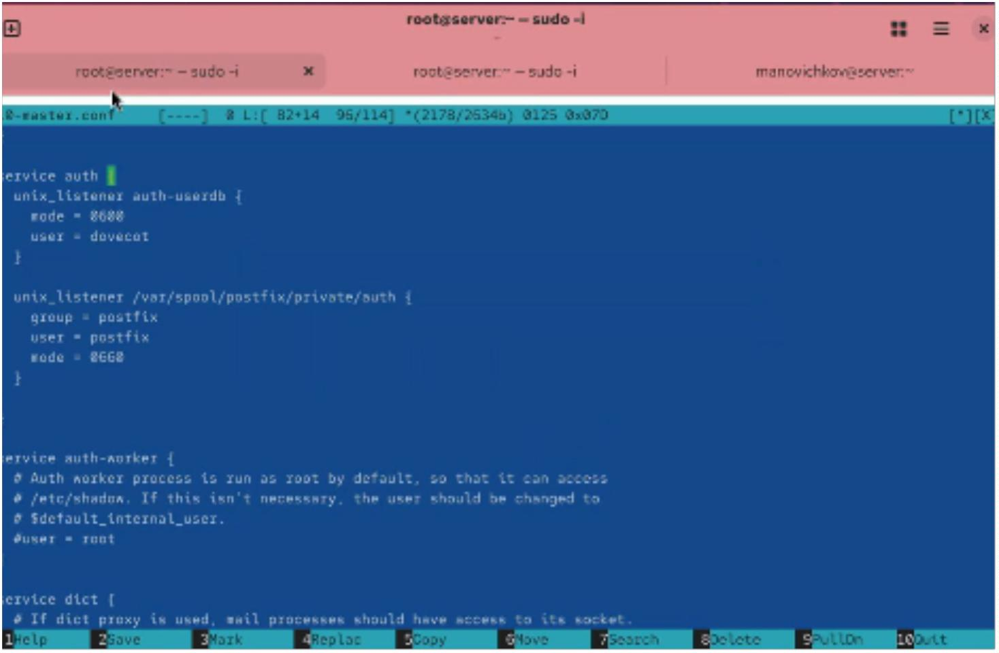 root@server:~ — sudo -i
root@server:~ — sudo -i
root@server:~ — sudo -i
manovichkov@server:~
0-master.conf [----] 0 L:[ 82+14 96/114] *(2178/2634b) 0125 0x07D [*][X
ervice auth {
unix_listener auth-userdb {
mode = 0600
user = dovecot
}
unix_listener /var/spool/postfix/private/auth {
group = postfix
user = postfix
mode = 0660
}
ervice auth-worker {
# Auth worker process is run as root by default, so that it can access
# /etc/shadow. If this isn't necessary, the user should be changed to
# $default_internal_user.
#user = root
ervice dict {
# If dict proxy is used, mail processes should have access to its socket.
1Help 2Save 3Mark 4Replac 5Copy 6Move 7Search 8Delete 9PullDn 10Quit